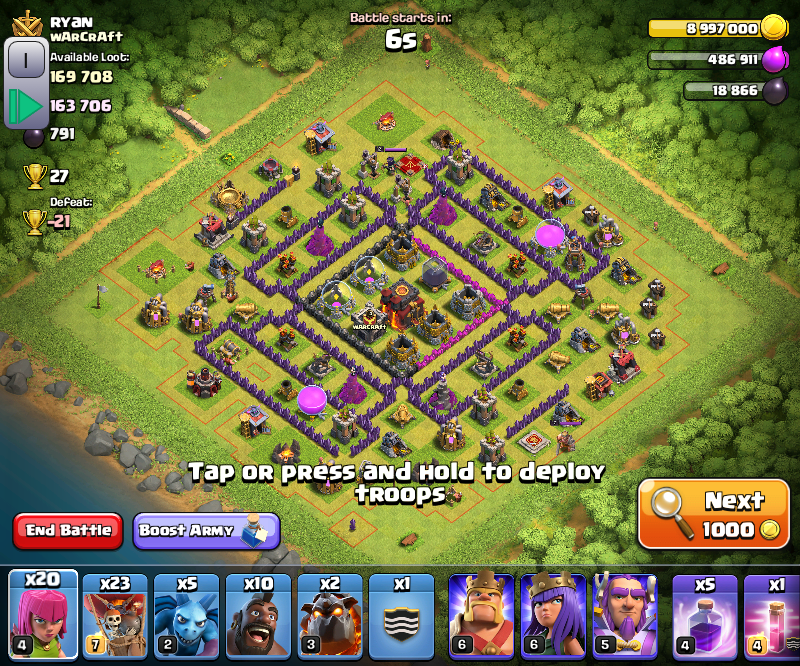 RYAN
WARCRAFT
Available Loot:
169 708
163 706
791
27
Defeat:
-21
Battle starts in:
6s
8 997 000
486 911
18 866
WARCRAFT
Tap or press and hold to deploy
troops
End Battle
Boost Army
Next
1000
x20
x23
x5
x10
x2
x1
x5
x1
4
7
2
3
6
6
5
4
4